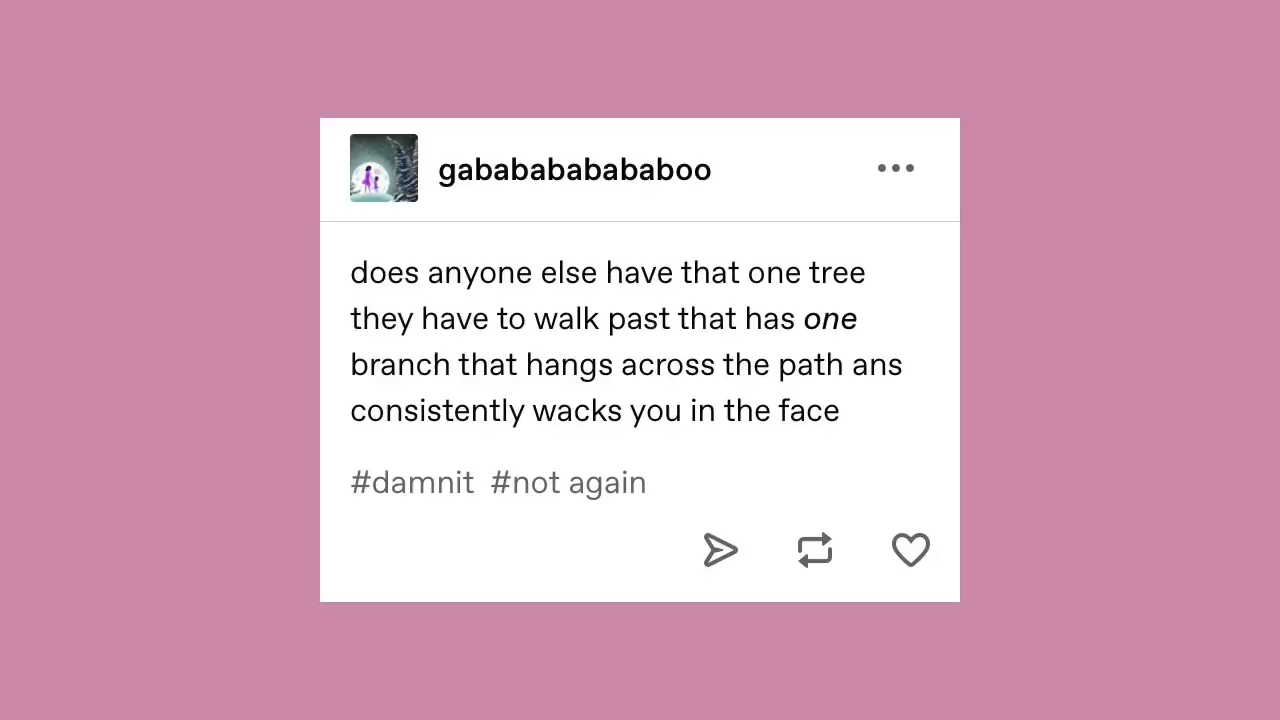 gababababababoo
does anyone else have that one tree
they have to walk past that has one
branch that hangs across the path ans
consistently wacks you in the face
#damnit #not again